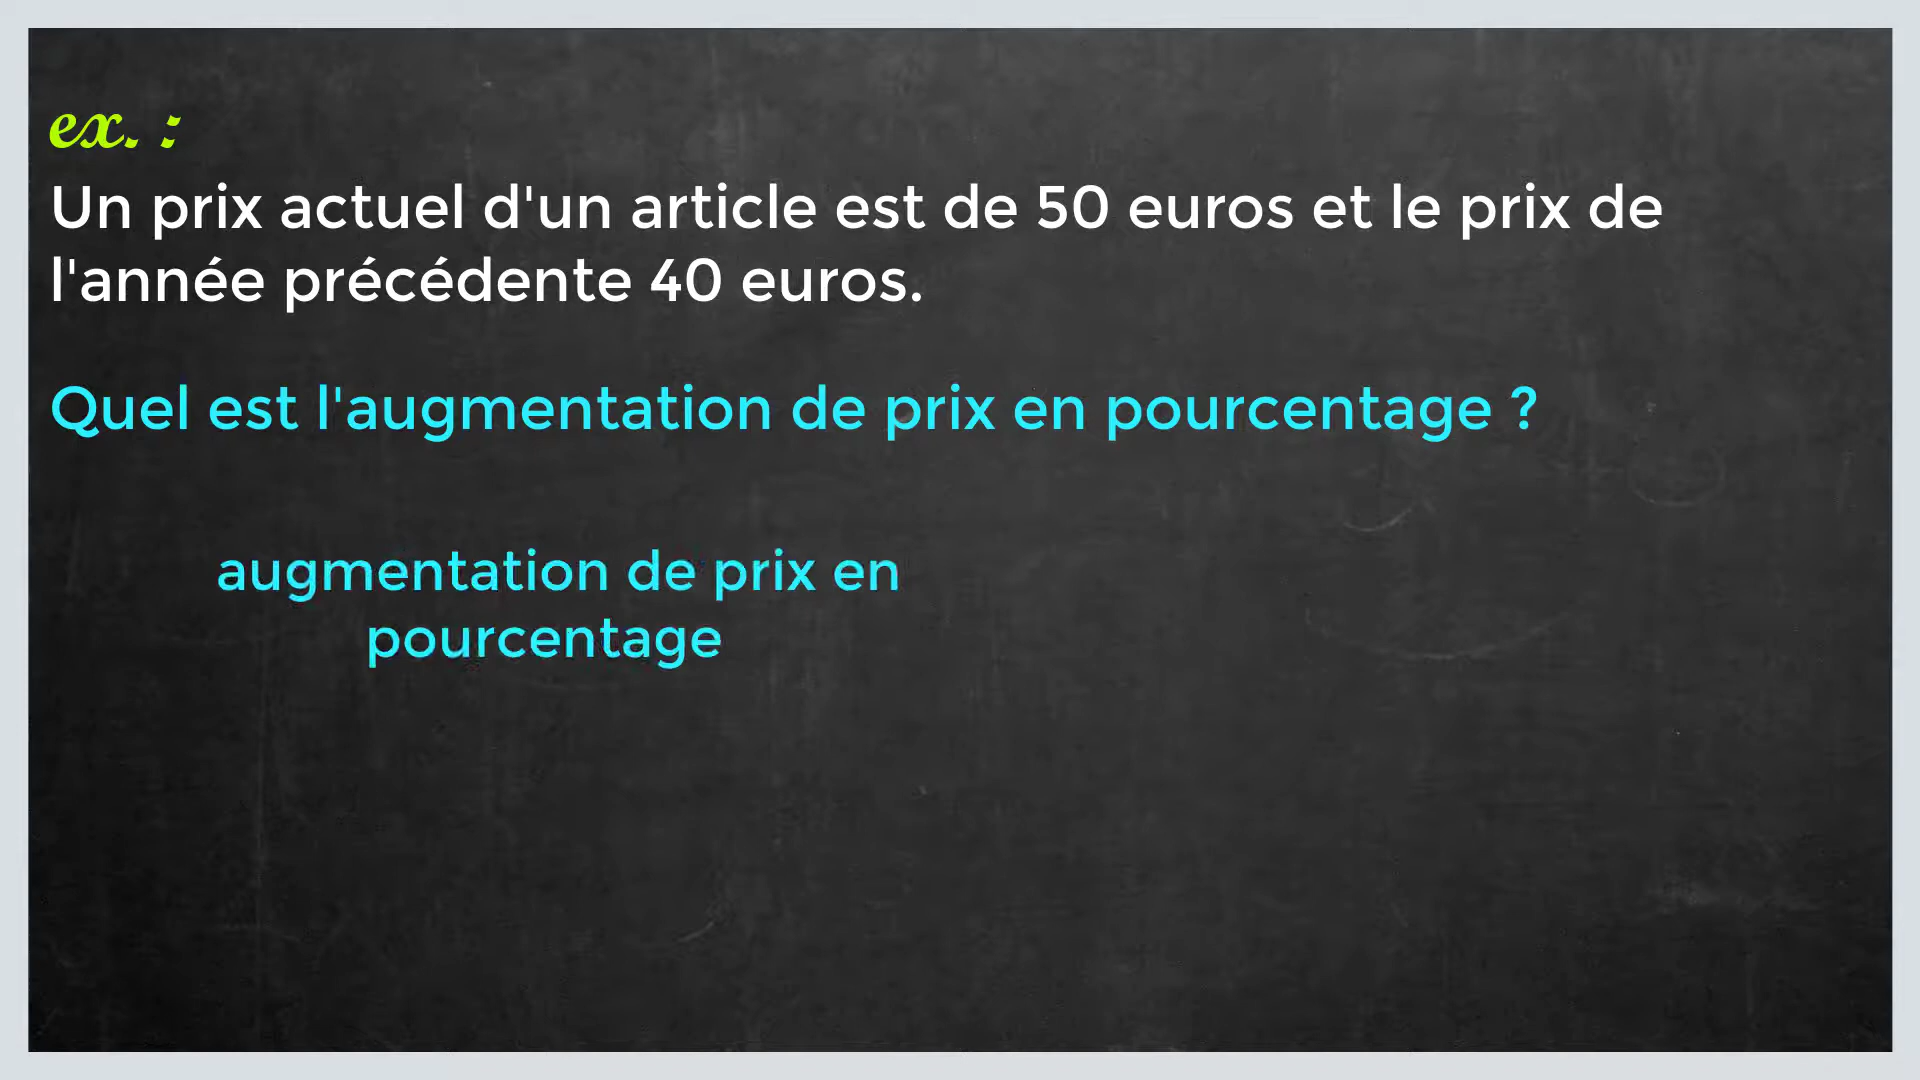 ex. :
Un prix actuel d'un article est de 50 euros et le prix de
l'année précédente 40 euros.
Quel est l'augmentation de prix en pourcentage ?
augmentation de prix en
pourcentage